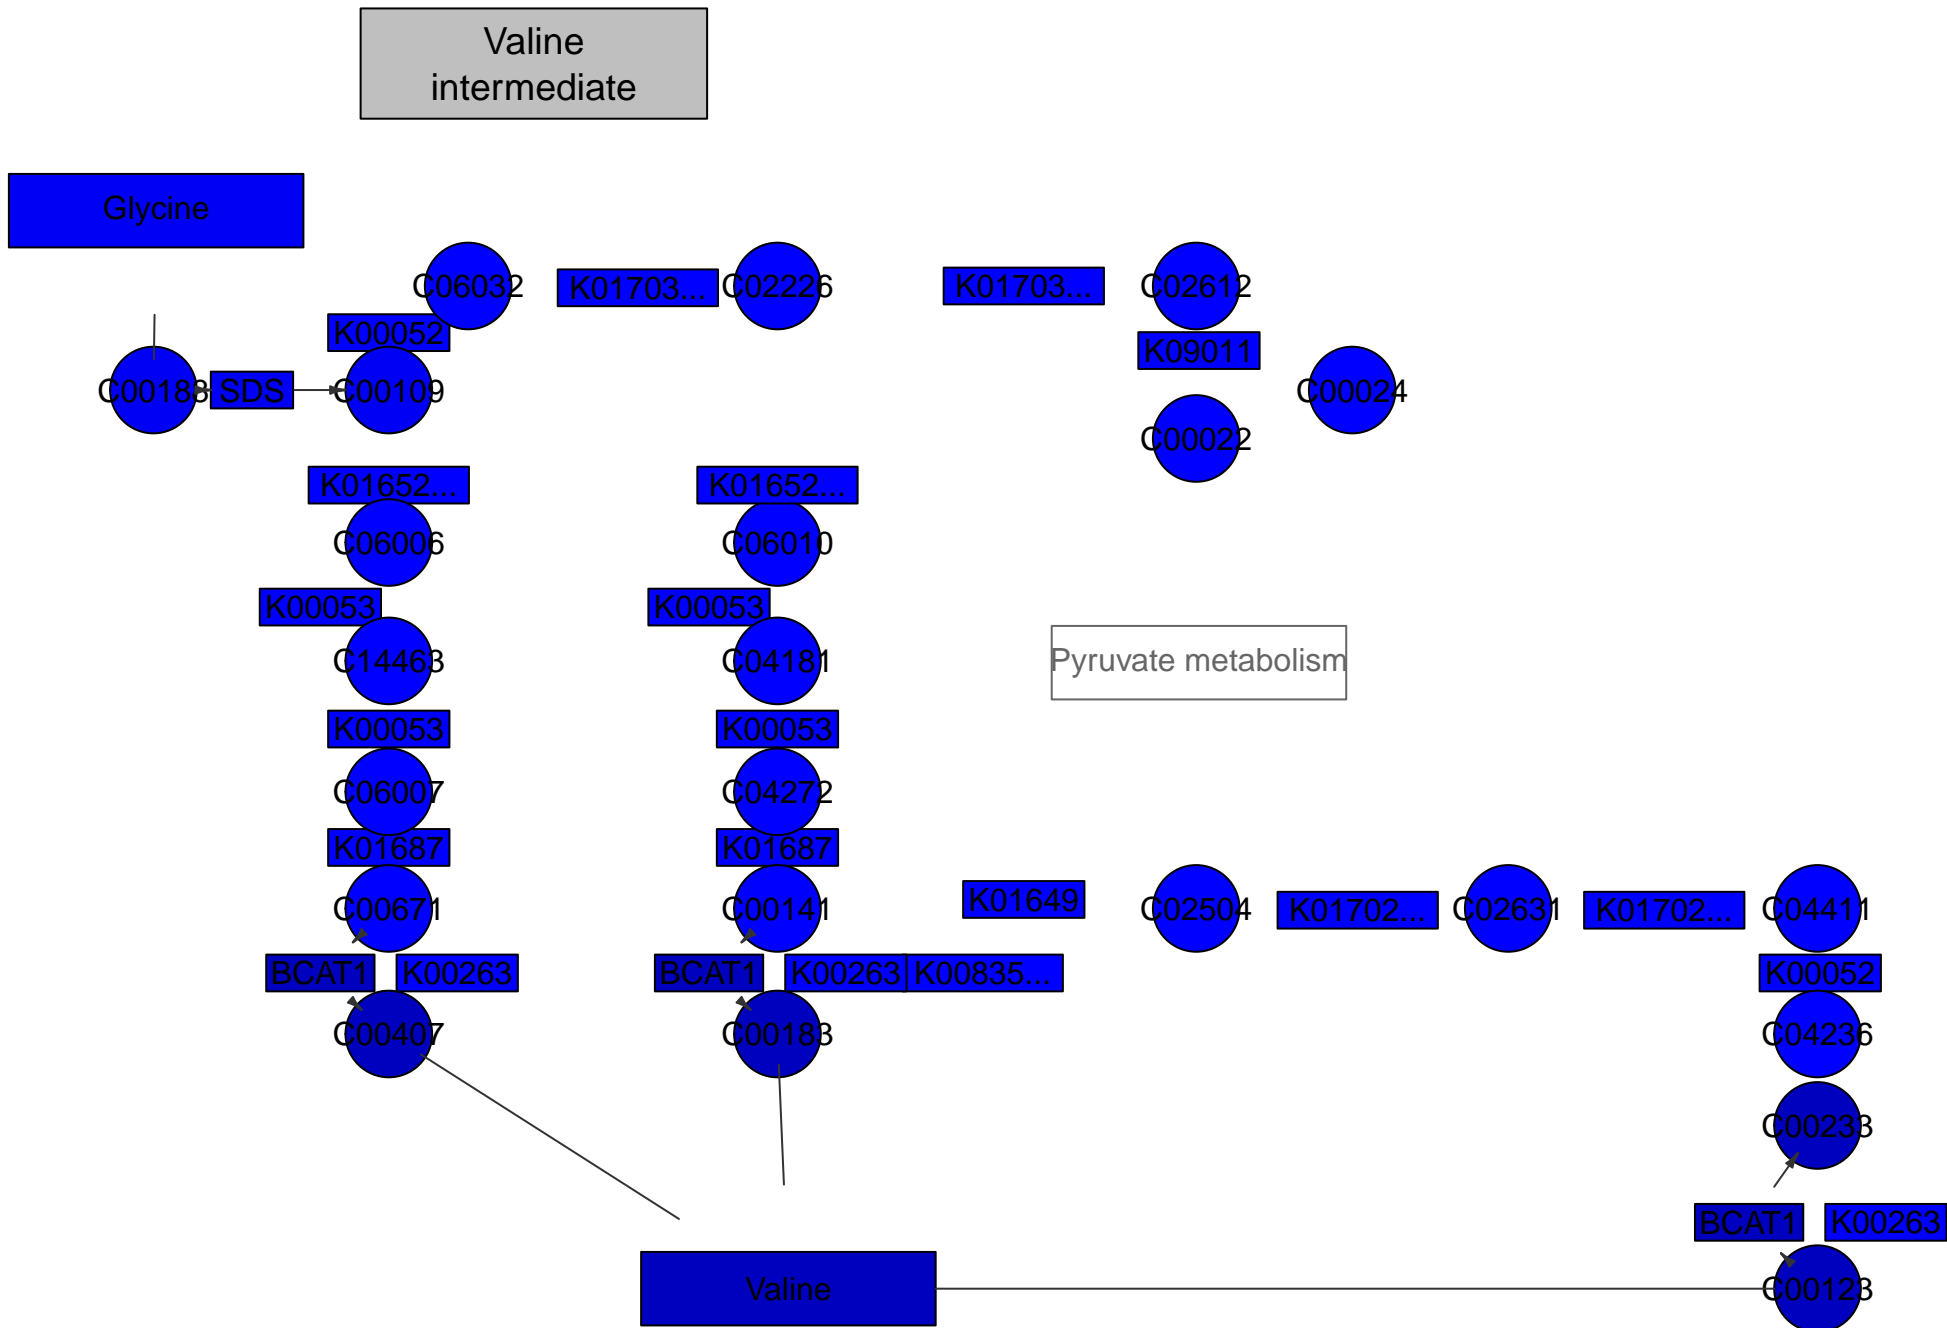 Valine
intermediate
Glycine
C06032
K01703...
C02226
K01703...
C02612
K00052
K09011
C00188
SDS
C00109
C00024
C00022
K01652...
K01652...
C06006
C06010
K00053
K00053
C14463
C04181
Pyruvate metabolism
K00053
K00053
C06007
C04272
K01687
K01687
C00671
C00141
K01649
C02504
K01702...
C02631
K01702...
C04411
BCAT1
K00263
BCAT1
K00263
K00835...
K00052
C00407
C00183
C04236
C00233
BCAT1
K00263
Valine
C00123